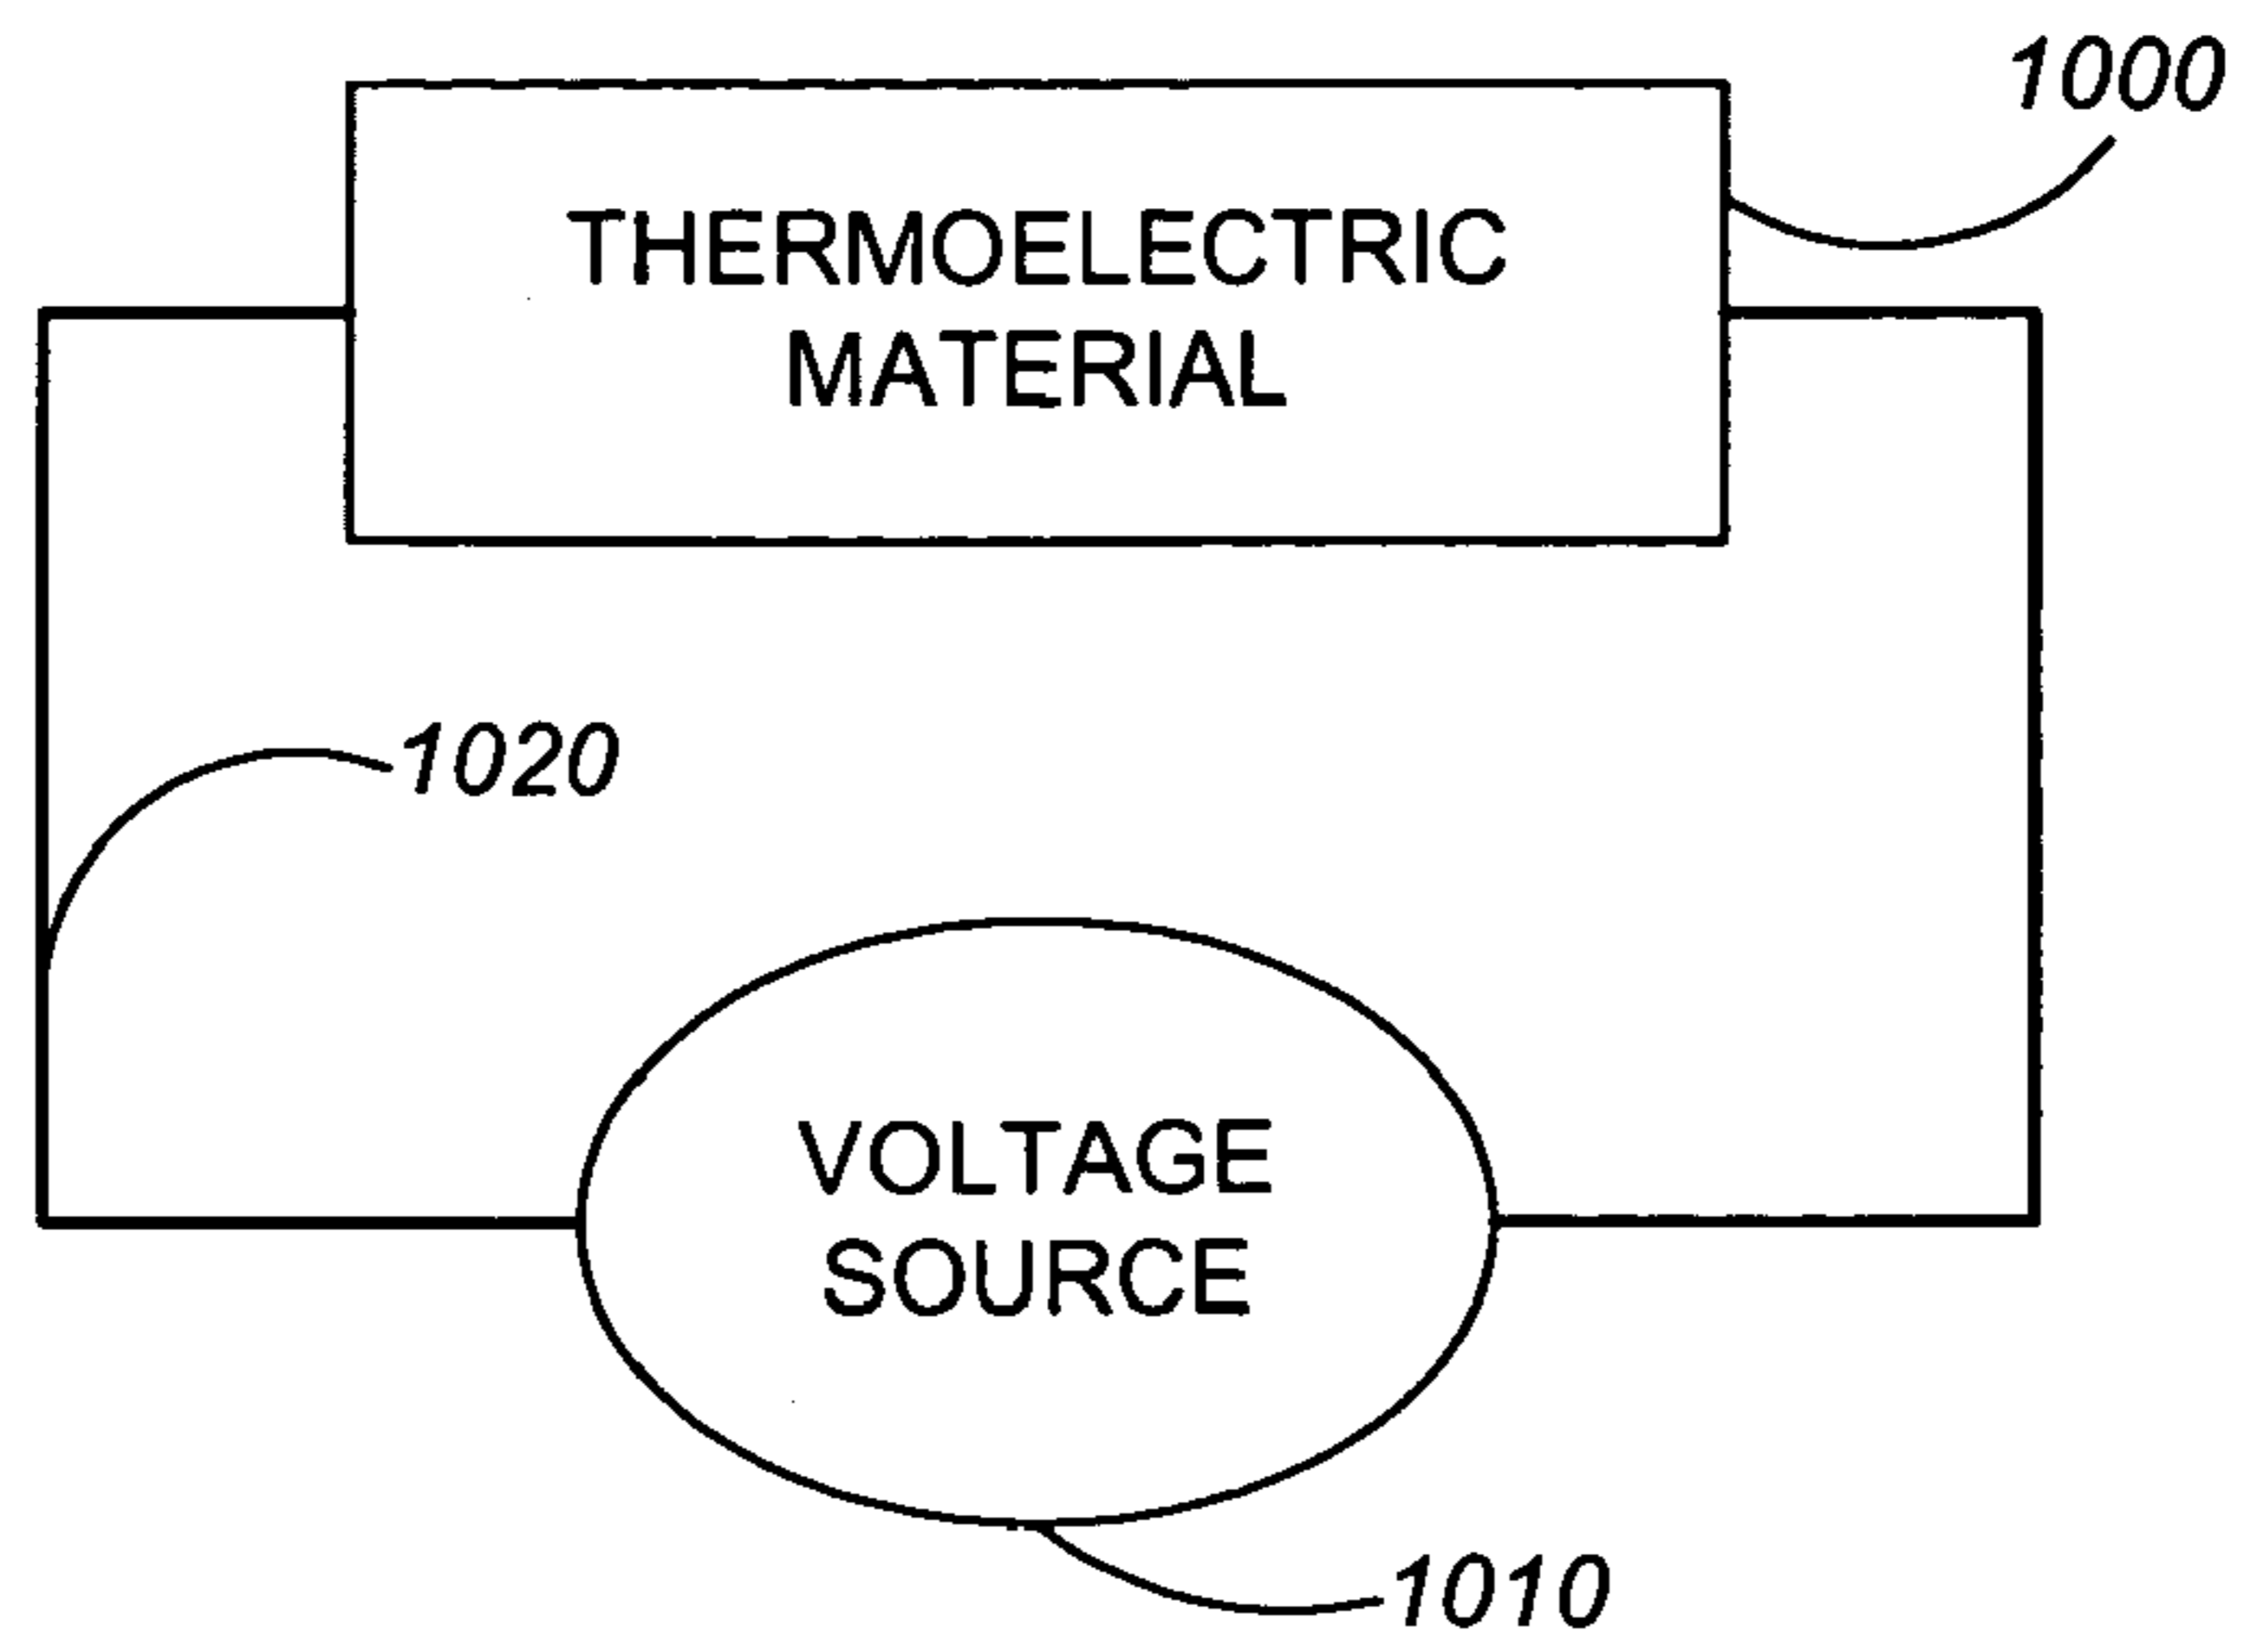 1000
THERMOELECTRIC
MATERIAL
1020
VOLTAGE
SOURCE
1010